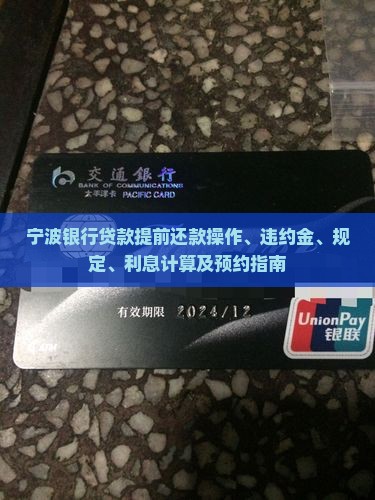 交通銀行
BANK OF COMMUNICATIONS
太平洋卡 PACIFIC CARD
宁波银行贷款提前还款操作、违约金、规
定、利息计算及预约指南
有效期限 2024/12
ATM
UnionPay
银联